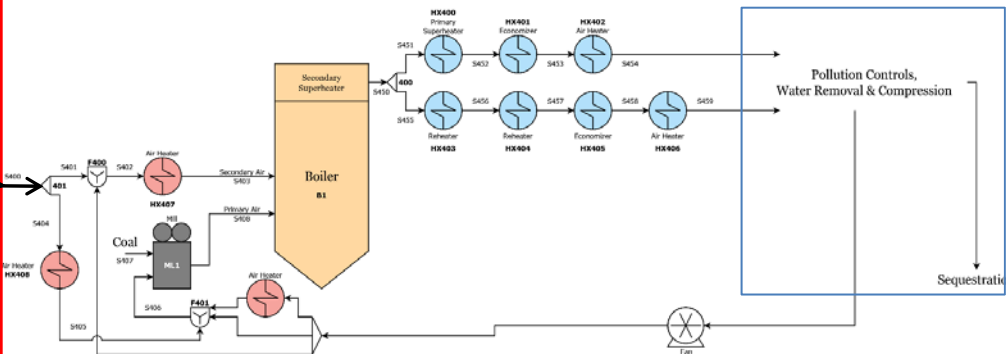 HX400
Primary
Superheater
HX401
Economizer
HX402
Air Heater
S451
S452
S453
S454
Secondary
Superheater
S450
400
Pollution Controls,
Water Removal & Compression
S455
S456
S457
S458
S459
Reheater
HX403
Reheater
HX404
Economizer
HX405
Air Heater
HX406
S400
S401
F400
S402
Air Heater
Secondary Air
S403
401
HX407
Boiler
B1
S404
Primary Air
S408
Mill
Coal
S407
ML1
Air Heater
HX408
Air Heater
Sequestratio
S406
F401
S405
Fan